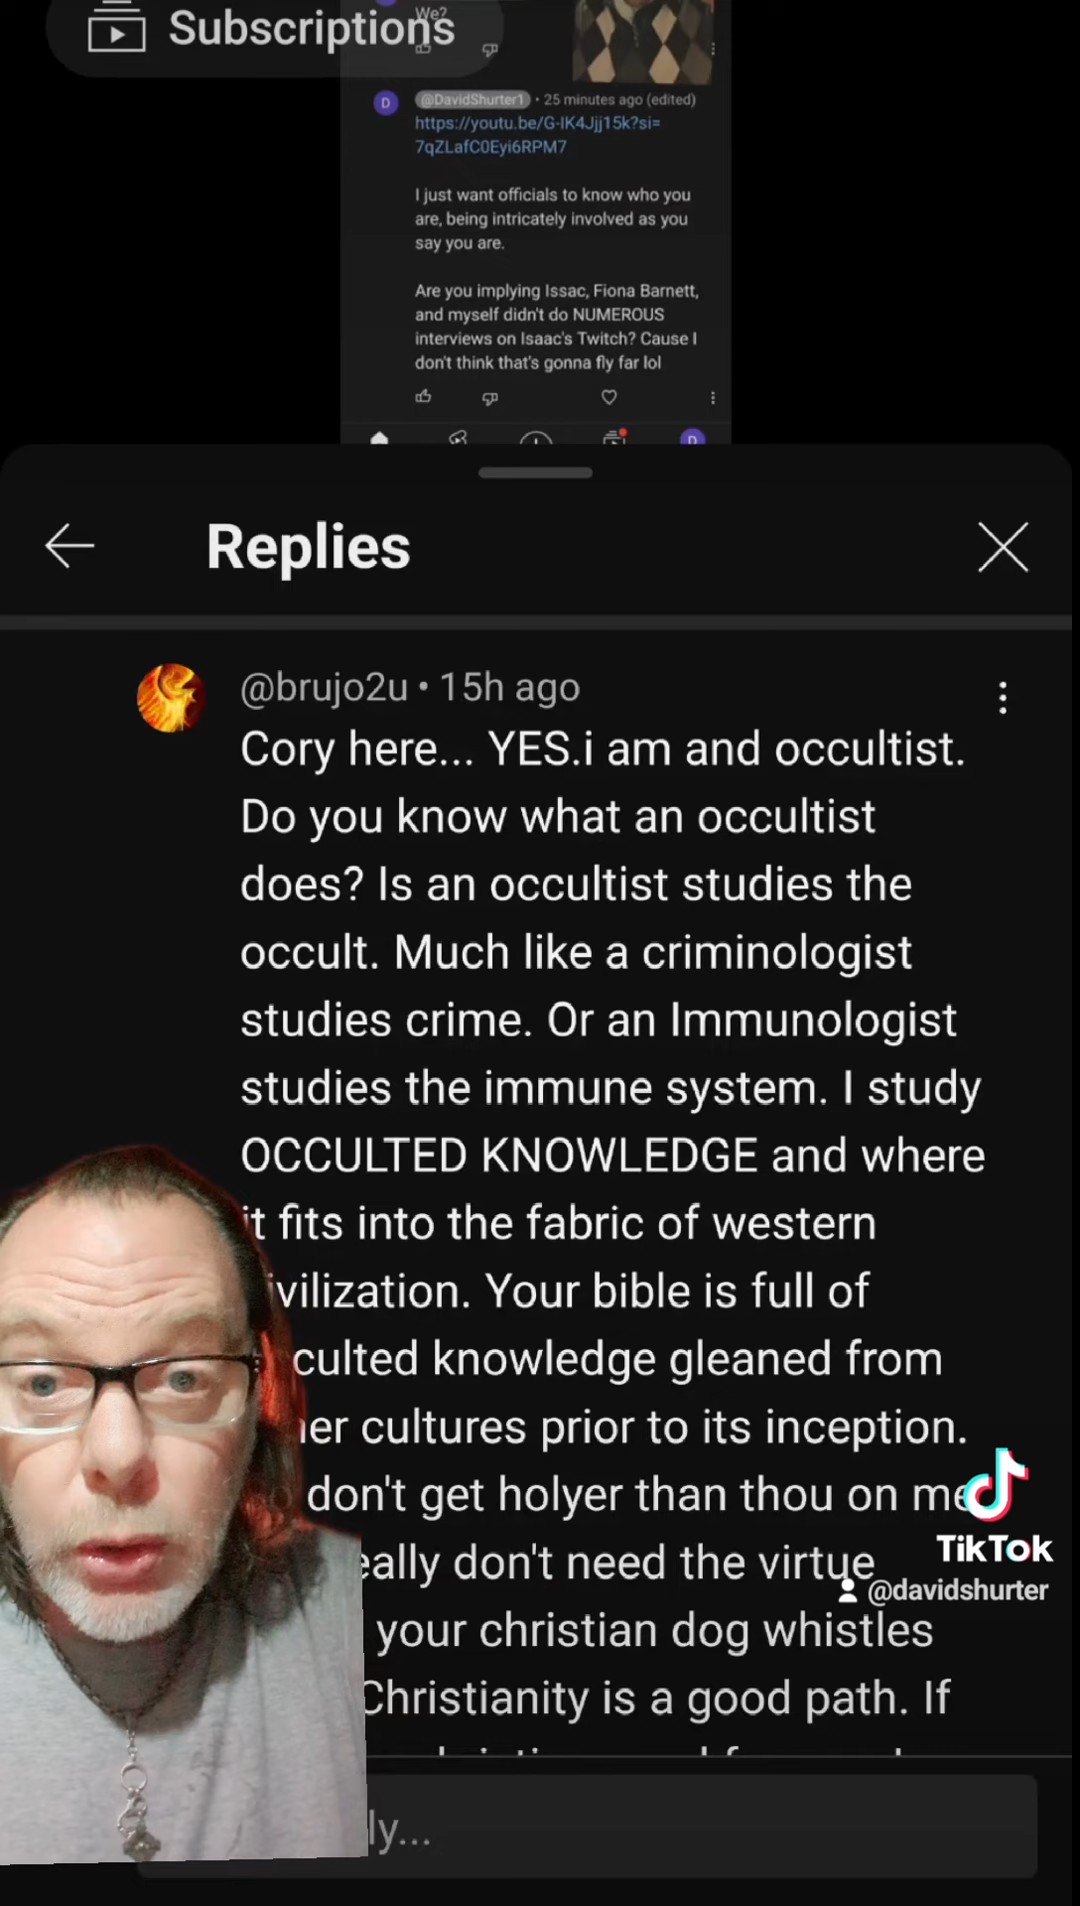 We?
Subscriptions
D
@DavidShurter1 • 25 minutes ago (edited)
https://youtu.be/G-IK4Jjj15k?si=
7qZLafC0Eyi6RPM7
I just want officials to know who you
are, being intricately involved as you
say you are.
Are you implying Issac, Fiona Barnett,
and myself didn't do NUMEROUS
interviews on Isaac's Twitch? Cause I
don't think that's gonna fly far lol
D
Replies
@brujo2u • 15h ago
Cory here... YES.i am and occultist.
Do you know what an occultist
does? Is an occultist studies the
occult. Much like a criminologist
studies crime. Or an Immunologist
studies the immune system. I study
OCCULTED KNOWLEDGE and where
it fits into the fabric of western
ivilization. Your bible is full of
culted knowledge gleaned from
er cultures prior to its inception.
don't get holyer than thou on me
eally don't need the virtue
your christian dog whistles
Christianity is a good path. If
ly...
TikTok
@davidshurter